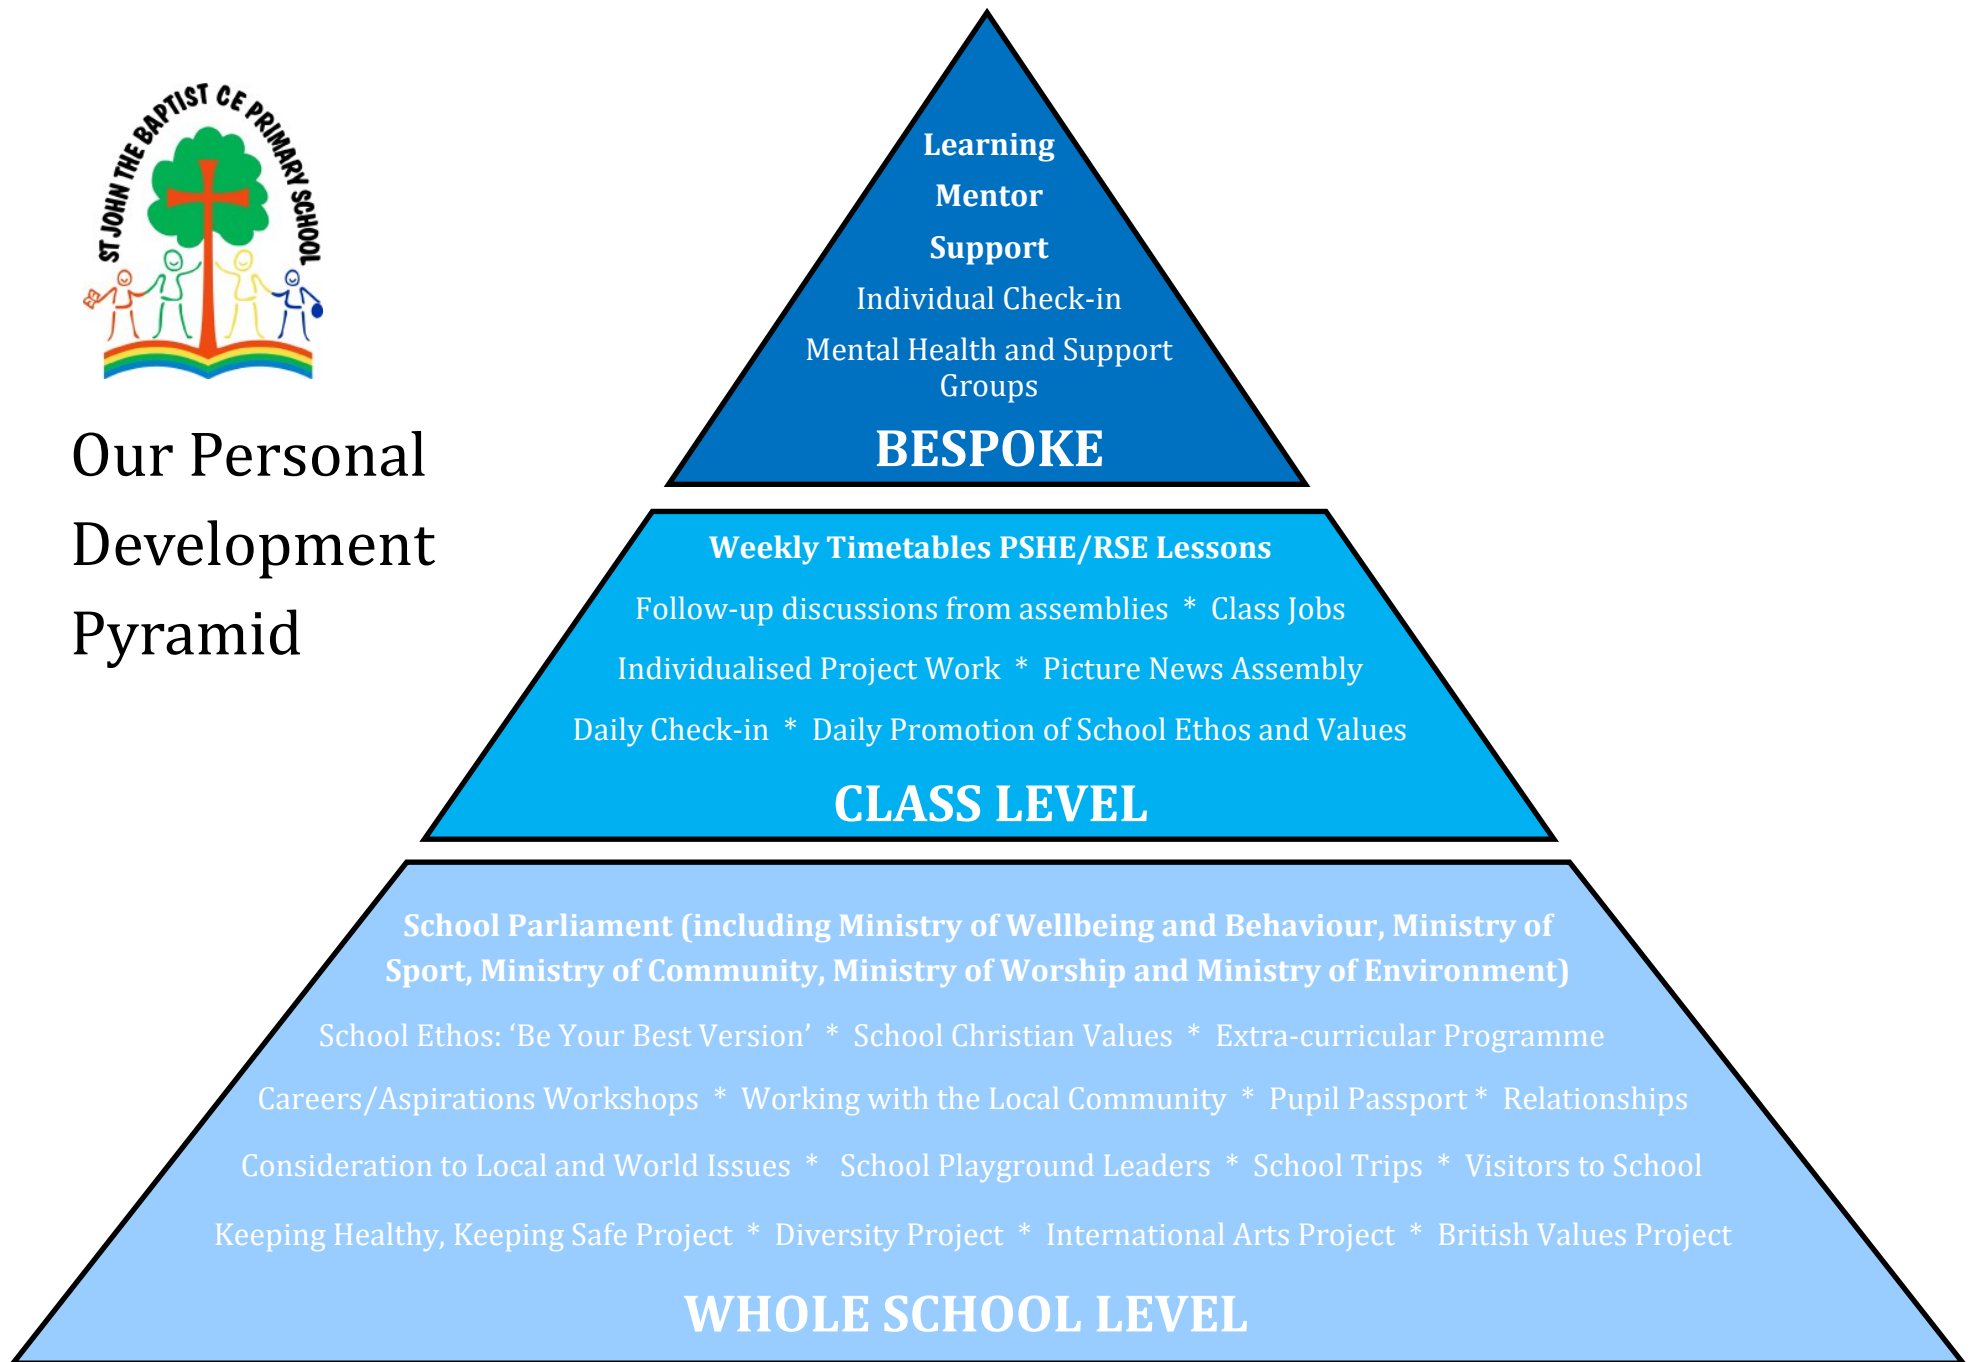 ST JOHN THE BAPTIST CE PRIMARY SCHOOL
Our Personal
Development
Pyramid
Learning
Mentor
Support
Individual Check-in
Mental Health and Support
Groups
BESPOKE
Weekly Timetables PSHE/RSE Lessons
Follow-up discussions from assemblies * Class Jobs
Individualised Project Work * Picture News Assembly
Daily Check-in * Daily Promotion of School Ethos and Values
CLASS LEVEL
School Parliament (including Ministry of Wellbeing and Behaviour, Ministry of
Sport, Ministry of Community, Ministry of Worship and Ministry of Environment)
School Ethos: ‘Be Your Best Version’ * School Christian Values * Extra-curricular Programme
Careers/Aspirations Workshops * Working with the Local Community * Pupil Passport * Relationships
Consideration to Local and World Issues * School Playground Leaders * School Trips * Visitors to School
Keeping Healthy, Keeping Safe Project * Diversity Project * International Arts Project * British Values Project
WHOLE SCHOOL LEVEL